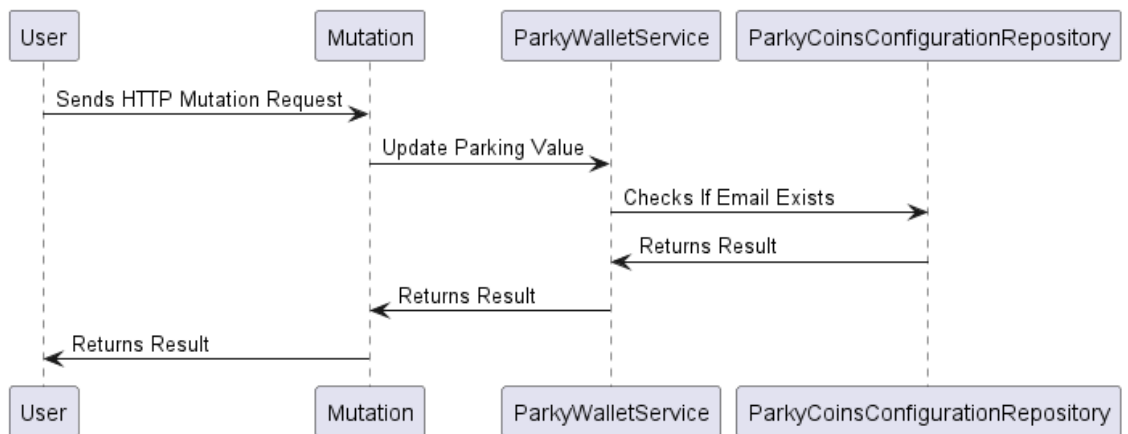 User Mutation ParkyWalletService ParkyCoinsConfigurationRepository
Sends HTTP Mutation Request
Update Parking Value
Checks If Email Exists
Returns Result
Returns Result
Returns Result
User Mutation ParkyWalletService ParkyCoinsConfigurationRepository